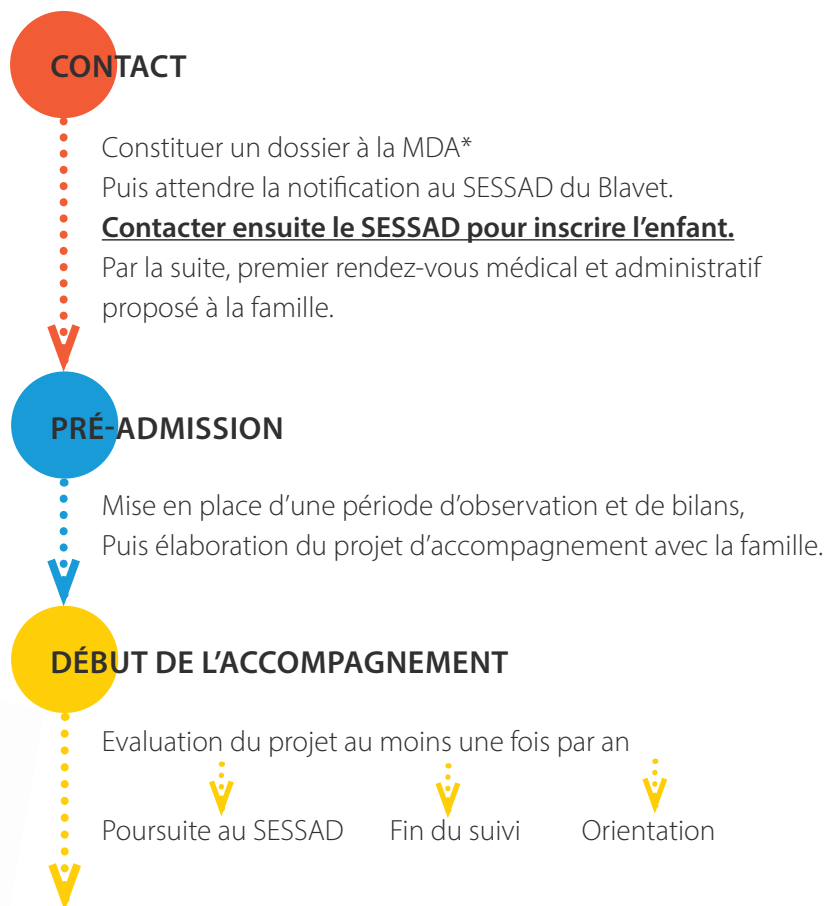 CONTACT
Constituer un dossier à la MDA*
Puis attendre la notification au SESSAD du Blavet.
Contacter ensuite le SESSAD pour inscrire l’enfant.
Par la suite, premier rendez-vous médical et administratif
proposé à la famille.
PRÉ-ADMISSION
Mise en place d’une période d’observation et de bilans,
Puis élaboration du projet d’accompagnement avec la famille.
DÉBUT DE L’ACCOMPAGNEMENT
Evaluation du projet au moins une fois par an
Poursuite au SESSAD Fin du suivi Orientation